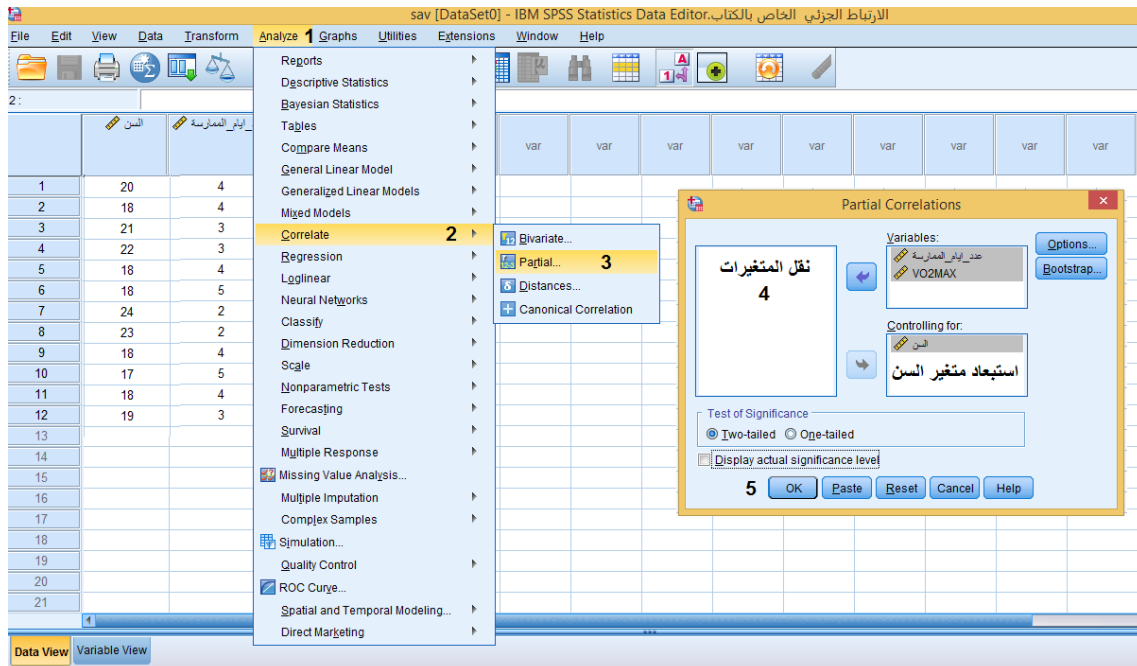 الارتباط الجزئي الخاص بالكتاب.sav [DataSet0] - IBM SPSS Statistics Data Editor
File Edit View Data Transform Analyze 1 Graphs Utilities Extensions Window Help
2 :
السن ايام_الممارسة var var var var var var var var var
1 20 4
2 18 4
3 21 3
4 22 3
5 18 4
6 18 5
7 24 2
8 23 2
9 18 4
10 17 5
11 18 4
12 19 3
13
14
15
16
17
18
19
20
21
Reports
Descriptive Statistics
Bayesian Statistics
Tables
Compare Means
General Linear Model
Generalized Linear Models
Mixed Models
Correlate 2
Regression
Loglinear
Neural Networks
Classify
Dimension Reduction
Scale
Nonparametric Tests
Forecasting
Survival
Multiple Response
Missing Value Analysis...
Multiple Imputation
Complex Samples
Simulation...
Quality Control
ROC Curve...
Spatial and Temporal Modeling...
Direct Marketing
Bivariate...
Partial... 3
Distances...
Canonical Correlation
Partial Correlations
Variables:
عدد_ايام_الممارسة
VO2MAX
Options...
Bootstrap...
نقل المتغيرات
4
Controlling for:
السن
استبعاد متغير السن
Test of Significance
Two-tailed One-tailed
Display actual significance level
5 OK Paste Reset Cancel Help
Data View Variable View